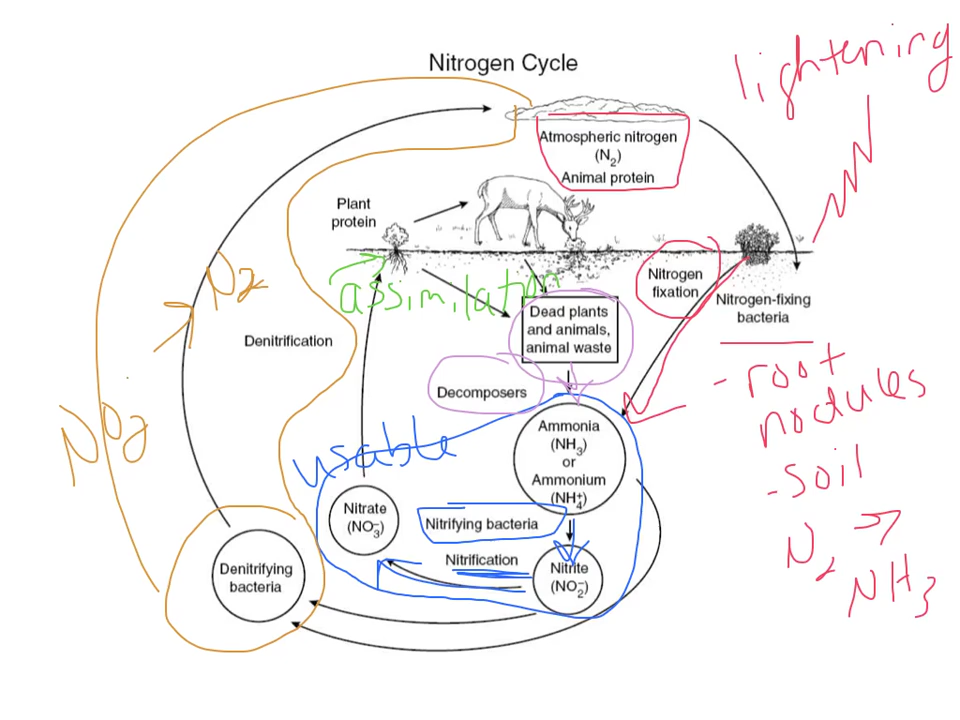 Nitrogen Cycle
lightening
Atmospheric nitrogen
(N₂)
Animal protein
Plant
protein
Nitrogen
fixation
Nitrogen-fixing
bacteria
N₂
assimilation
Dead plants
and animals,
animal waste
Denitrification
Decomposers
- root
nodules
- soil
N₂ →
NH₃
NO₂
usable
Ammonia
(NH₃)
or
Ammonium
(NH₄⁺)
Nitrate
(NO₃⁻)
Nitrifying bacteria
Nitrification
Nitrite
(NO₂⁻)
Denitrifying
bacteria